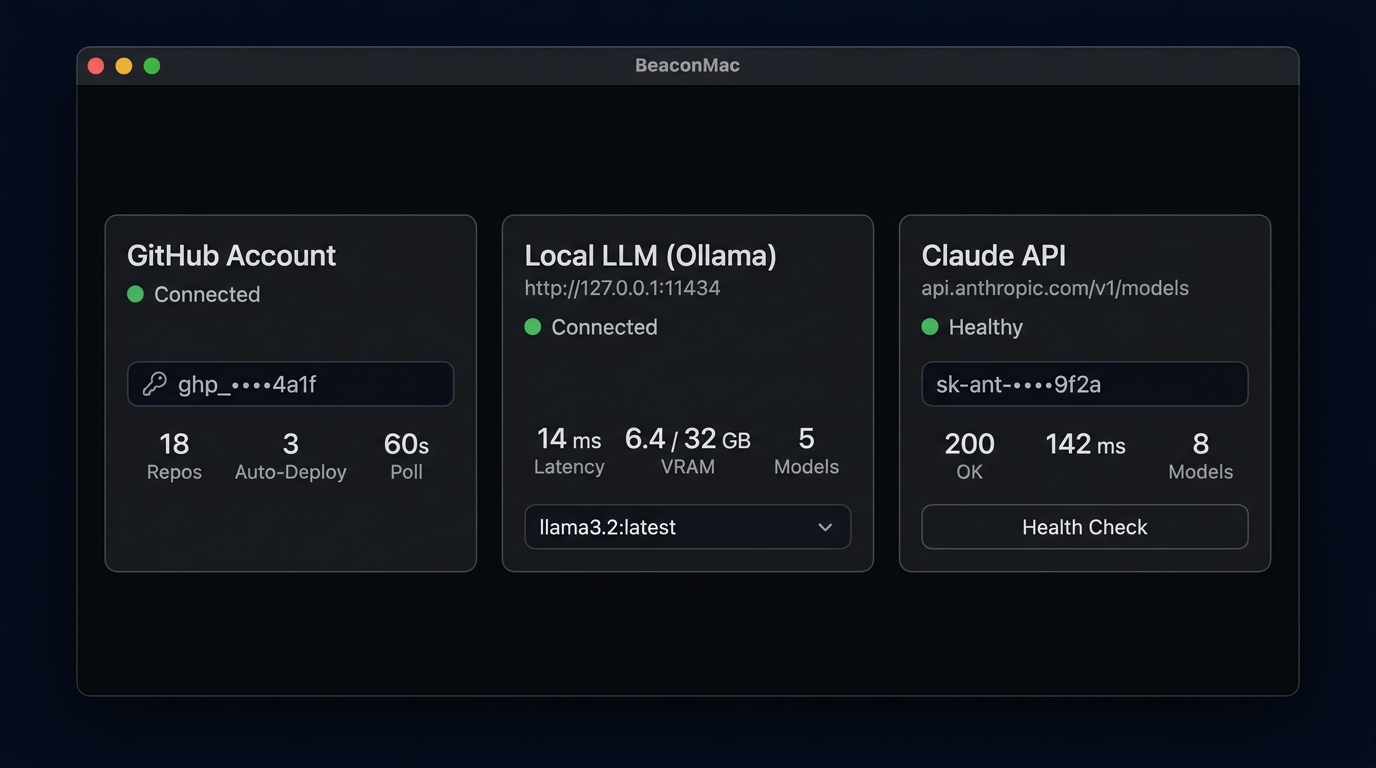 BeaconMac
GitHub Account
Connected
ghp_••••4a1f
18 3 60s
Repos Auto-Deploy Poll
Local LLM (Ollama)
http://127.0.0.1:11434
Connected
14 ms 6.4 / 32 GB 5
Latency VRAM Models
llama3.2:latest
Claude API
api.anthropic.com/v1/models
Healthy
sk-ant-••••9f2a
200 142 ms 8
OK Models
Health Check